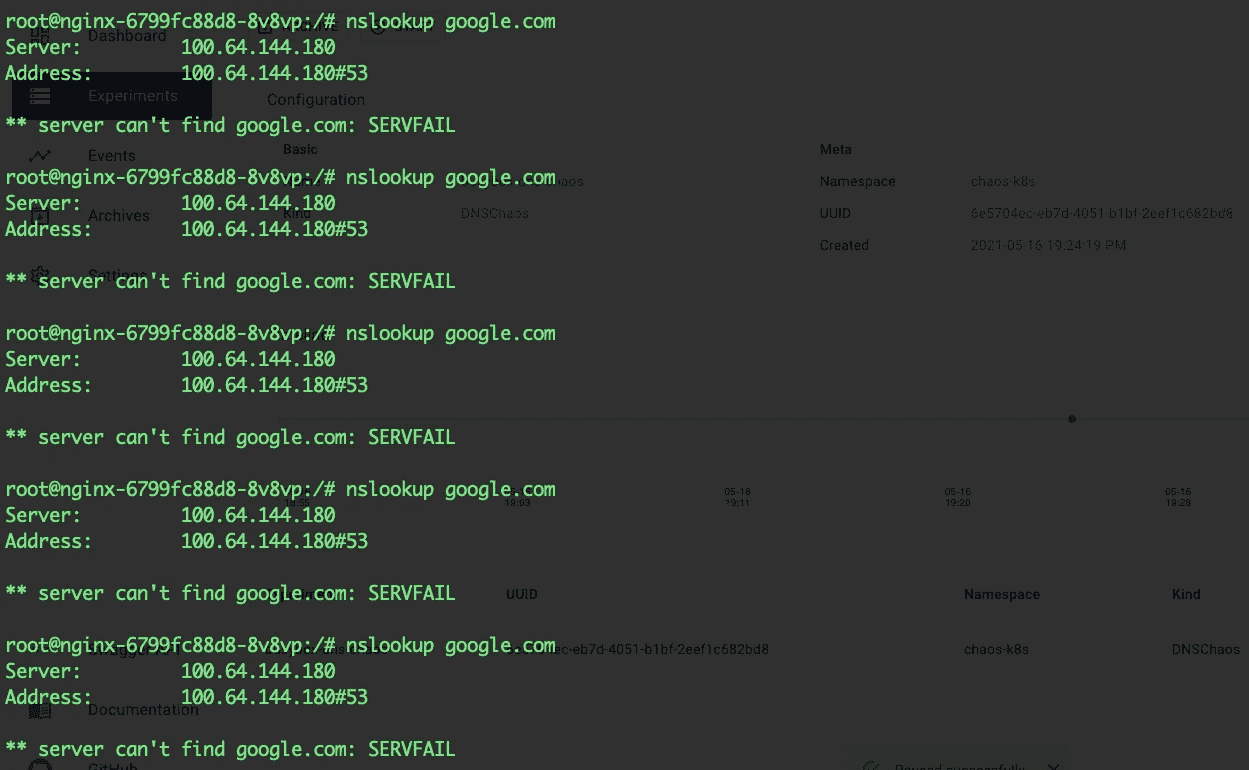 root@nginx-6799fc88d8-8v8vp:/# nslookup google.com
Dashboard
Server: 100.64.144.180
Address: 100.64.144.180#53
Experiments
Configuration
** server can't find google.com: SERVFAIL
Basic
Meta
Events
root@nginx-6799fc88d8-8v8vp:/# nslookup google.com
Namespace chaos-k8s
Server: 100.64.144.180
Archives
Kind DNSChaos
UUID 6e5704ec-eb7d-4051-b1bf-2eef1c682bd8
Address: 100.64.144.180#53
Created 2021-05-16 19:24:19 PM
** server can't find google.com: SERVFAIL
Settings
root@nginx-6799fc88d8-8v8vp:/# nslookup google.com
Server: 100.64.144.180
Address: 100.64.144.180#53
** server can't find google.com: SERVFAIL
root@nginx-6799fc88d8-8v8vp:/# nslookup google.com
05-16 05-16 05-16
19:03 19:11 19:20 19:28
Server: 100.64.144.180
Address: 100.64.144.180#53
** server can't find google.com: SERVFAIL
UUID Namespace Kind
root@nginx-6799fc88d8-8v8vp:/# nslookup google.com
ec-eb7d-4051-b1bf-2eef1c682bd8 chaos-k8s DNSChaos
Server: 100.64.144.180
Address: 100.64.144.180#53
Documentation
** server can't find google.com: SERVFAIL
GitHub
successfully